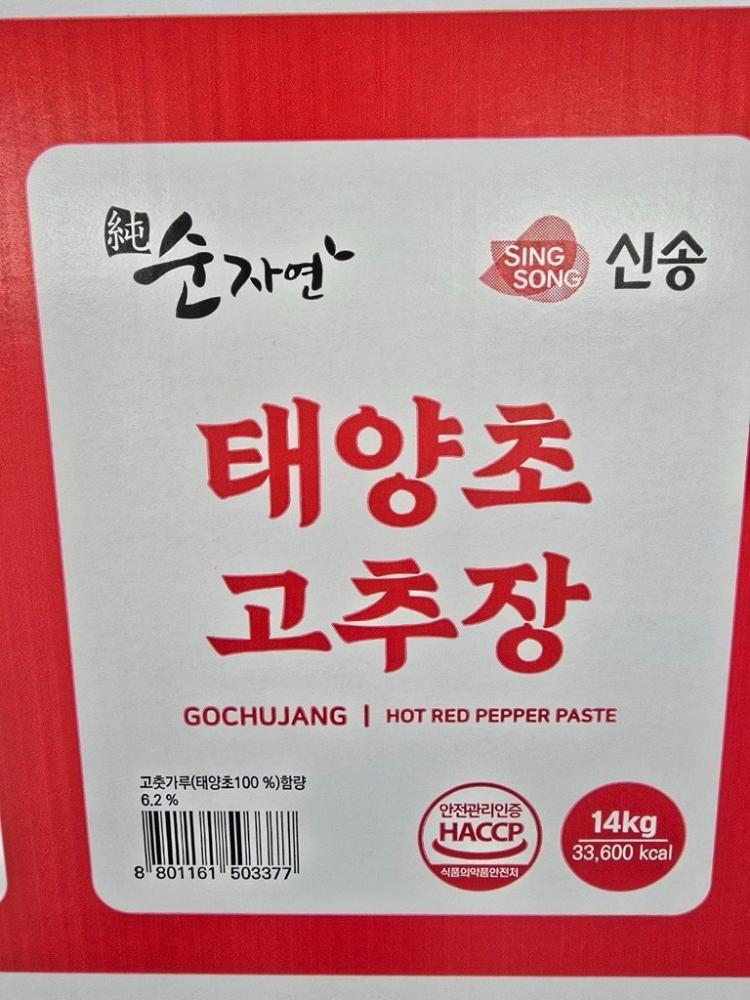 純 순자연
SING
SONG
신송
태양초
고추장
GOCHUJANG | HOT RED PEPPER PASTE
고춧가루(태양초100 %)함량
6.2 %
8 801161 503377
안전관리인증
HACCP
식품의약품안전처
14kg
33,600 kcal